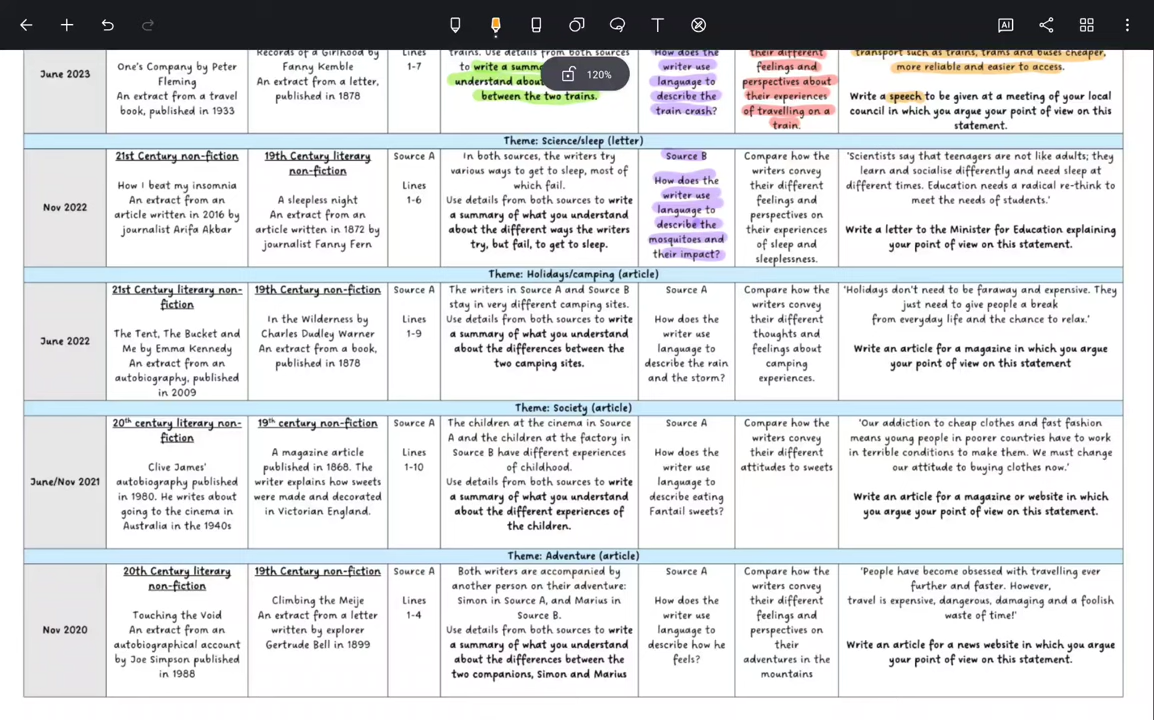 AI
120%
June 2023
One's Company by Peter
Fleming
An extract from a travel
book, published in 1933
Records of a Girlhood by
Fanny Kemble
An extract from a letter,
published in 1878
Lines
1-7
trains. Use details from both sources
to write a summ
understand abou
between the two trains.
How does the
writer use
language to
describe the
train crash?
their different
feelings and
perspectives about
their experiences
of travelling on a
train.
transport such as trains, trams and buses cheaper,
more reliable and easier to access.
Write a speech to be given at a meeting of your local
council in which you argue your point of view on this
statement.
Theme: Science/sleep (letter)
Nov 2022
21st Century non-fiction
How I beat my insomnia
An extract from an
article written in 2016 by
journalist Arifa Akbar
19th Century literary
non-fiction
A sleepless night
An extract from an
article written in 1872 by
journalist Fanny Fern
Source A
Lines
1-6
In both sources, the writers try
various ways to get to sleep, most of
which fail.
Use details from both sources to write
a summary of what you understand
about the different ways the writers
try, but fail, to get to sleep.
Source B
How does the
writer use
language to
describe the
mosquitoes and
their impact?
Compare how the
writers convey
their different
feelings and
perspectives on
their experiences
of sleep and
sleeplessness.
'Scientists say that teenagers are not like adults; they
learn and socialise differently and need sleep at
different times. Education needs a radical re-think to
meet the needs of students.'
Write a letter to the Minister for Education explaining
your point of view on this statement.
Theme: Holidays/camping (article)
June 2022
21st Century literary non-
fiction
The Tent, The Bucket and
Me by Emma Kennedy
An extract from an
autobiography, published
in 2009
19th Century non-fiction
In the Wilderness by
Charles Dudley Warner
An extract from a book,
published in 1878
Source A
Lines
1-9
The writers in Source A and Source B
stay in very different camping sites.
Use details from both sources to write
a summary of what you understand
about the differences between the
two camping sites.
Source A
How does the
writer use
language to
describe the rain
and the storm?
Compare how the
writers convey
their different
thoughts and
feelings about
camping
experiences.
'Holidays don't need to be faraway and expensive. They
just need to give people a break
from everyday life and the chance to relax.'
Write an article for a magazine in which you argue
your point of view on this statement
Theme: Society (article)
June/Nov 2021
20th century literary non-
fiction
Clive James'
autobiography published
in 1980. He writes about
going to the cinema in
Australia in the 1940s
19th century non-fiction
A magazine article
published in 1868. The
writer explains how sweets
were made and decorated
in Victorian England.
Source A
Lines
1-10
The children at the cinema in Source
A and the children at the factory in
Source B have different experiences
of childhood.
Use details from both sources to write
a summary of what you understand
about the different experiences of
the children.
Source A
How does the
writer use
language to
describe eating
Fantail sweets?
Compare how the
writers convey
their different
attitudes to sweets
'Our addiction to cheap clothes and fast fashion
means young people in poorer countries have to work
in terrible conditions to make them. We must change
our attitude to buying clothes now.'
Write an article for a magazine or website in which
you argue your point of view on this statement.
Theme: Adventure (article)
Nov 2020
20th Century literary
non-fiction
Touching the Void
An extract from an
autobiographical account
by Joe Simpson published
in 1988
19th Century non-fiction
Climbing the Meije
An extract from a letter
written by explorer
Gertrude Bell in 1899
Source A
Lines
1-4
Both writers are accompanied by
another person on their adventure:
Simon in Source A, and Marius in
Source B.
Use details from both sources to write
a summary of what you understand
about the differences between the
two companions, Simon and Marius
Source A
How does the
writer use
language to
describe how he
feels?
Compare how the
writers convey
their different
feelings and
perspectives on
their
adventures in the
mountains
'People have become obsessed with travelling ever
further and faster. However,
travel is expensive, dangerous, damaging and a foolish
waste of time!'
Write an article for a news website in which you argue
your point of view on this statement.